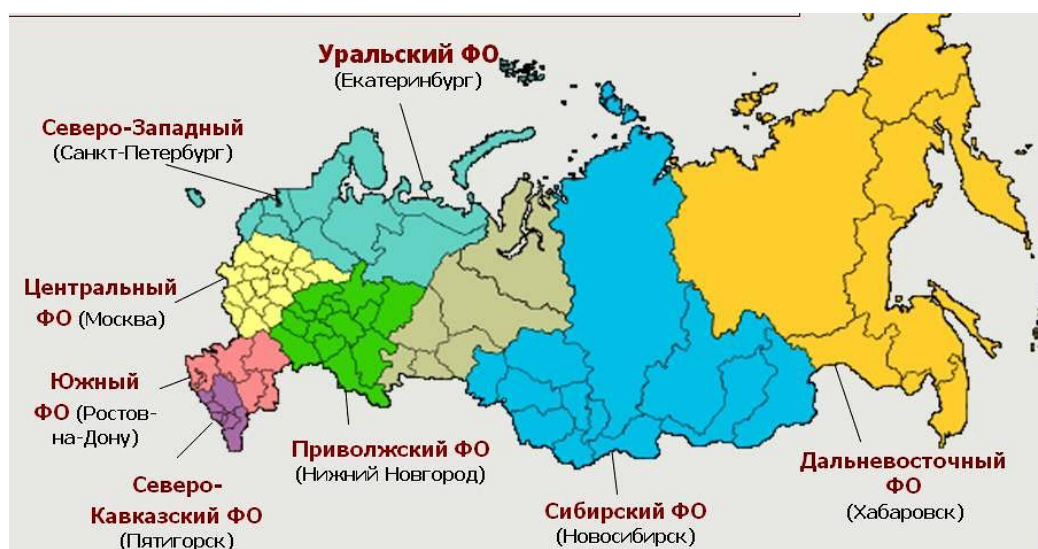 Уральский ФО
(Екатеринбург)
Северо-Западный
(Санкт-Петербург)
Центральный
ФО (Москва)
Южный
ФО (Ростов-
на-Дону)
Северо-
Кавказский ФО
(Пятигорск)
Приволжский ФО
(Нижний Новгород)
Сибирский ФО
(Новосибирск)
Дальневосточный
ФО
(Хабаровск)